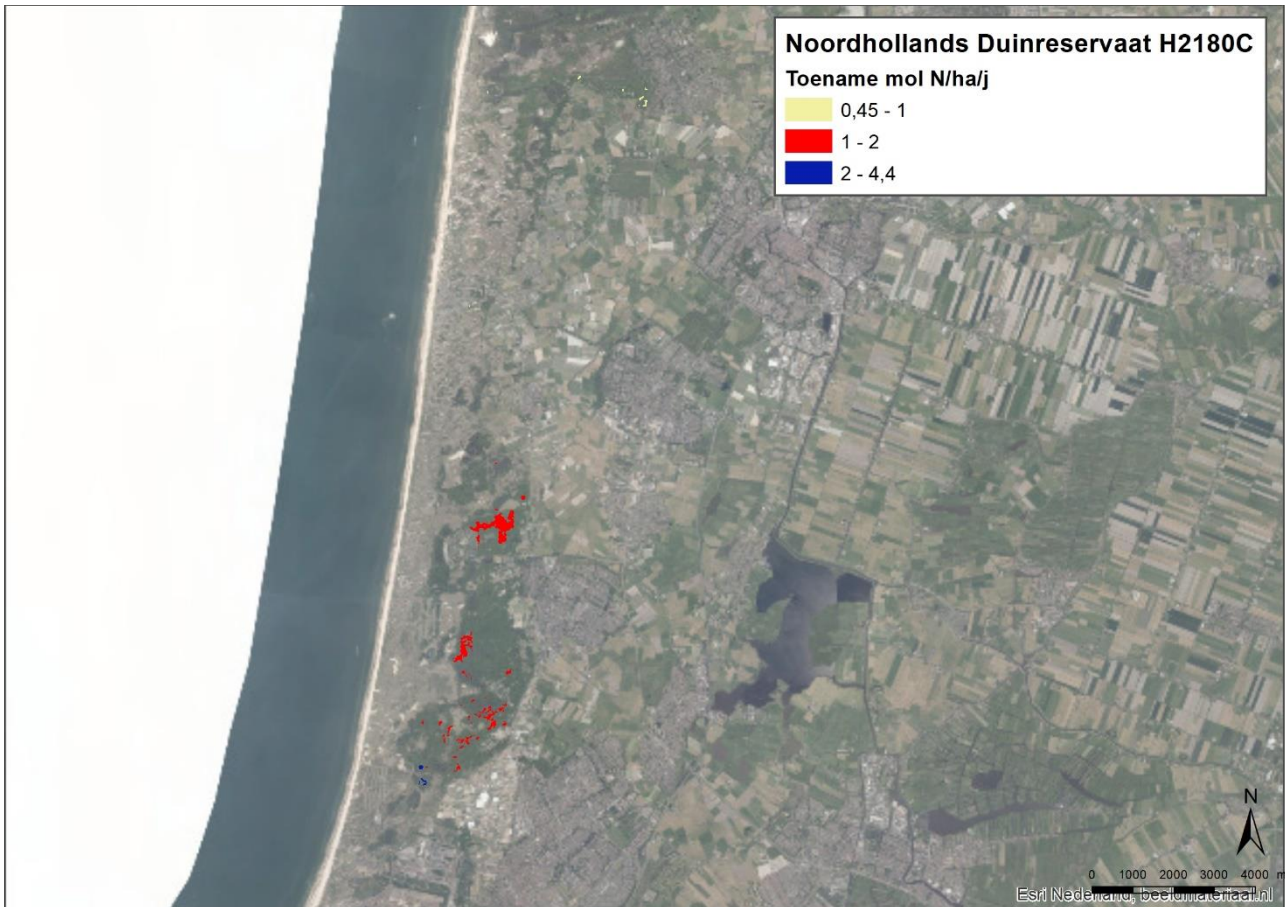 Noordhollands Duinreservaat H2180C
Toename mol N/ha/j
0,45 - 1
1 - 2
2 - 4,4
N
0 1000 2000 3000 4000 m
Esri Nederland, beeldmateriaal.nl